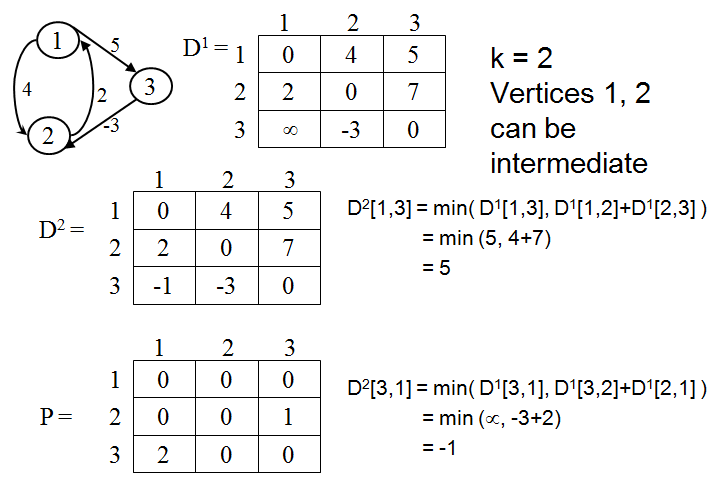 1
5
3
4
2
2
-3
D¹ =
1 2 3
1 0 4 5
2 2 0 7
3 ∞ -3 0
k = 2
Vertices 1, 2
can be
intermediate
D² =
1 2 3
1 0 4 5
2 2 0 7
3 -1 -3 0
D²[1,3] = min( D¹[1,3], D¹[1,2]+D¹[2,3] )
= min (5, 4+7)
= 5
P =
1 2 3
1 0 0 0
2 0 0 1
3 2 0 0
D²[3,1] = min( D¹[3,1], D¹[3,2]+D¹[2,1] )
= min (∞, -3+2)
= -1